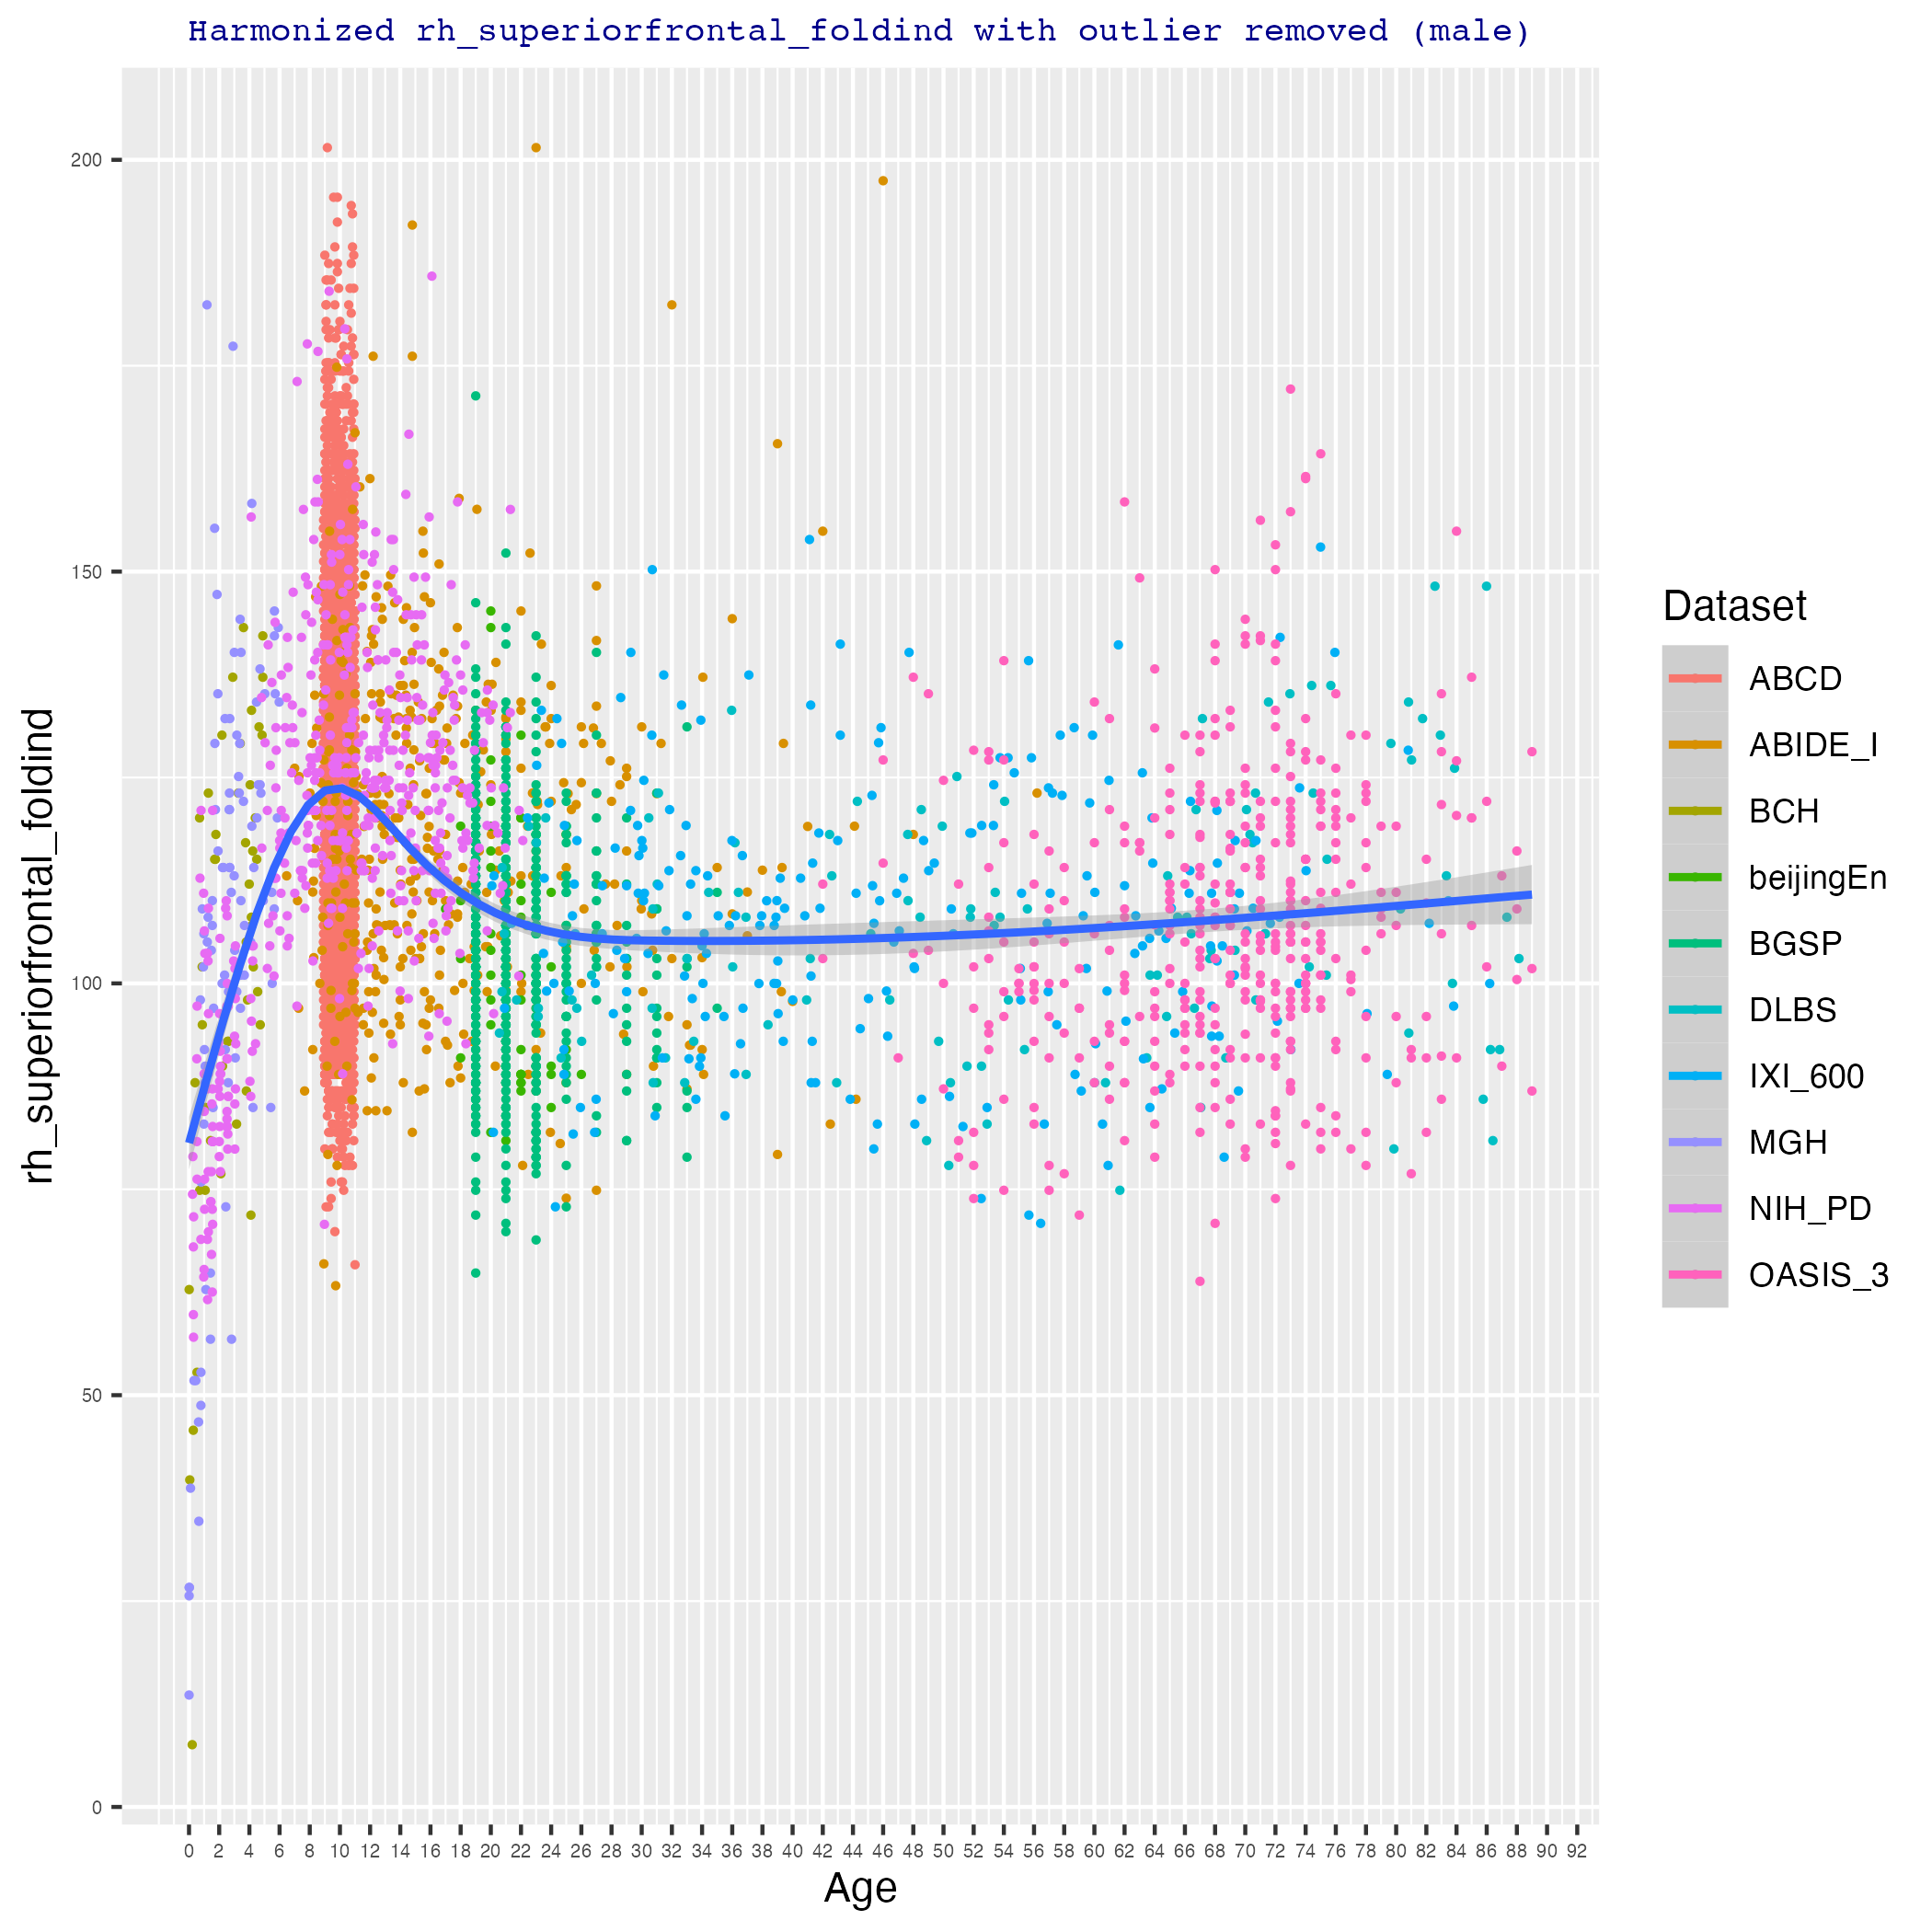 Harmonized rh_superiorfrontal_foldind with outlier removed (male)
rh_superiorfrontal_foldind
200
150
100
50
0
0 2 4 6 8 10 12 14 16 18 20 22 24 26 28 30 32 34 36 38 40 42 44 46 48 50 52 54 56 58 60 62 64 66 68 70 72 74 76 78 80 82 84 86 88 90 92
Age
Dataset
ABCD
ABIDE_I
BCH
beijingEn
BGSP
DLBS
IXI_600
MGH
NIH_PD
OASIS_3